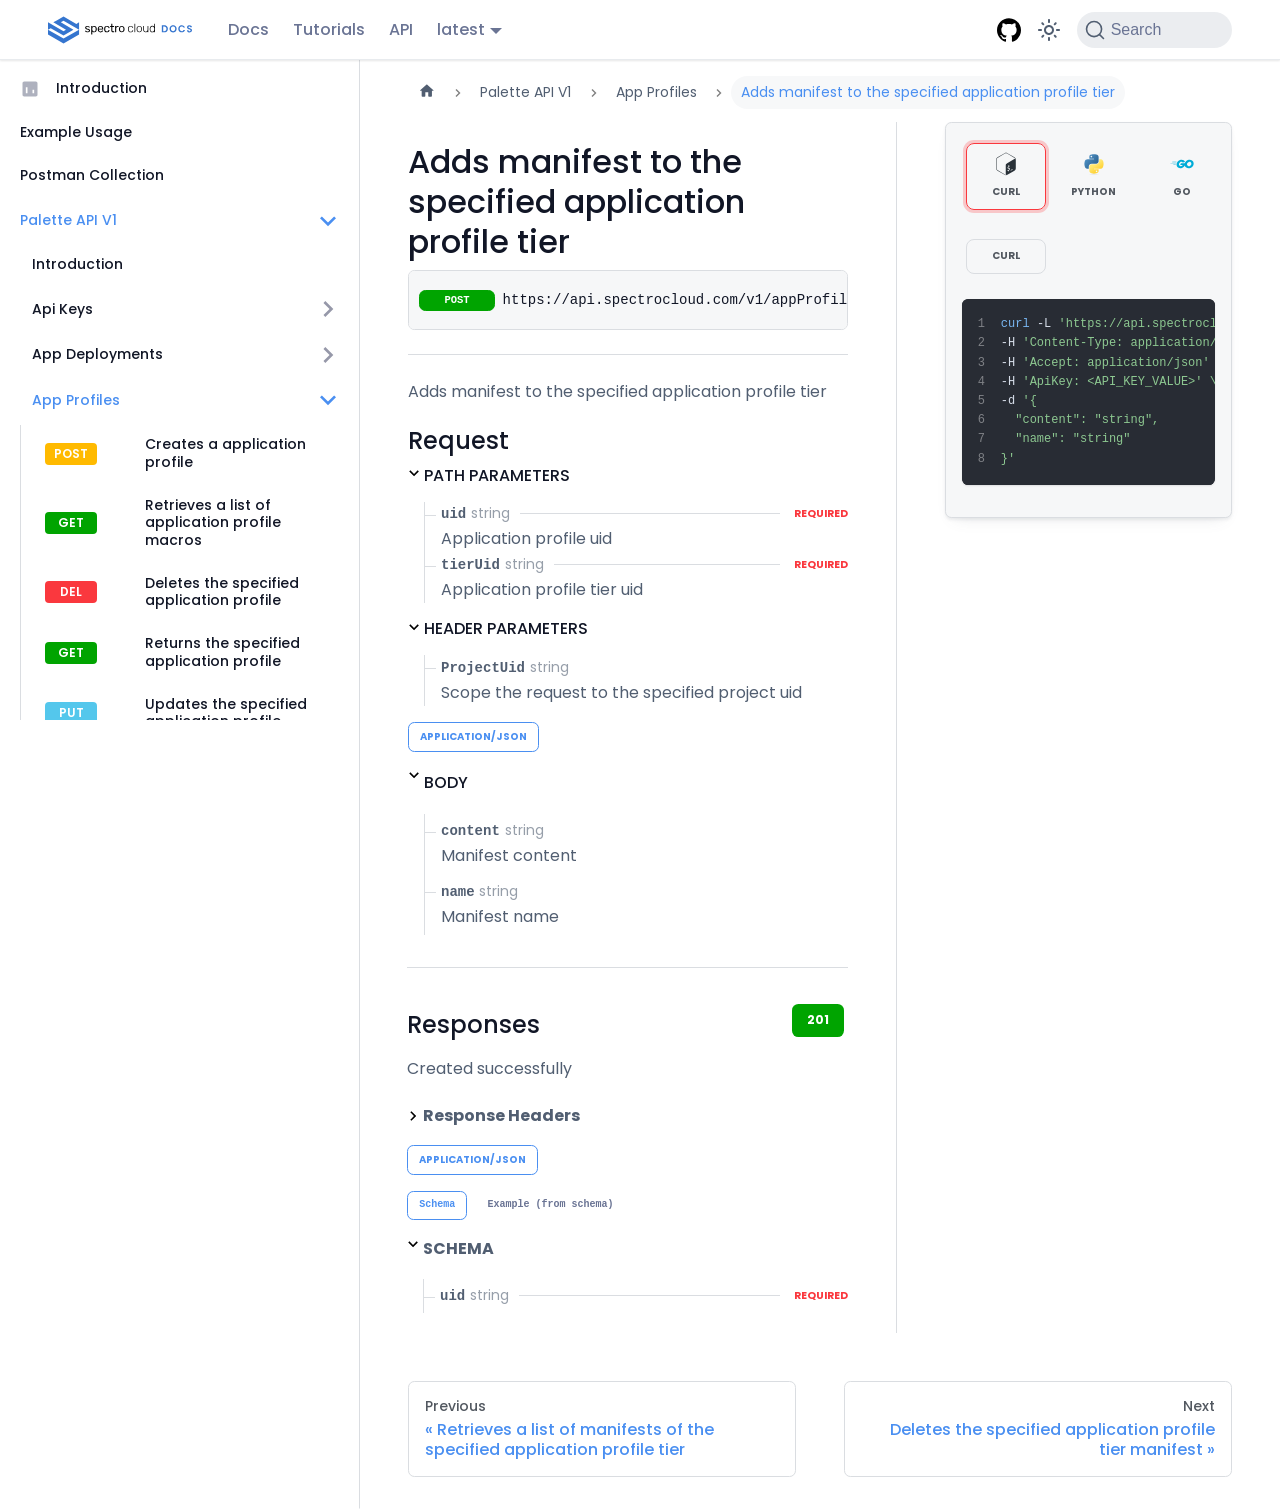 spectro cloud DOCS
Docs
Tutorials
API
latest
Search
Introduction
Example Usage
Postman Collection
Palette API V1
Introduction
Api Keys
App Deployments
App Profiles
POST Creates a application
profile
GET Retrieves a list of
application profile
macros
DEL Deletes the specified
application profile
GET Returns the specified
application profile
PUT Updates the specified
application profile
Palette API V1
App Profiles
Adds manifest to the specified application profile tier
Adds manifest to the
specified application
profile tier
POST https://api.spectrocloud.com/v1/appProfil
Adds manifest to the specified application profile tier
Request
PATH PARAMETERS
uid string REQUIRED
Application profile uid
tierUid string REQUIRED
Application profile tier uid
HEADER PARAMETERS
ProjectUid string
Scope the request to the specified project uid
APPLICATION/JSON
BODY
content string
Manifest content
name string
Manifest name
Responses
201
Created successfully
Response Headers
APPLICATION/JSON
Schema Example (from schema)
SCHEMA
uid string REQUIRED
CURL PYTHON GO
CURL
1 curl -L 'https://api.spectrocl
2 -H 'Content-Type: application/
3 -H 'Accept: application/json'
4 -H 'ApiKey: <API_KEY_VALUE>' \
5 -d '{
6 "content": "string",
7 "name": "string"
8 }'
Previous
« Retrieves a list of manifests of the
specified application profile tier
Next
Deletes the specified application profile
tier manifest »